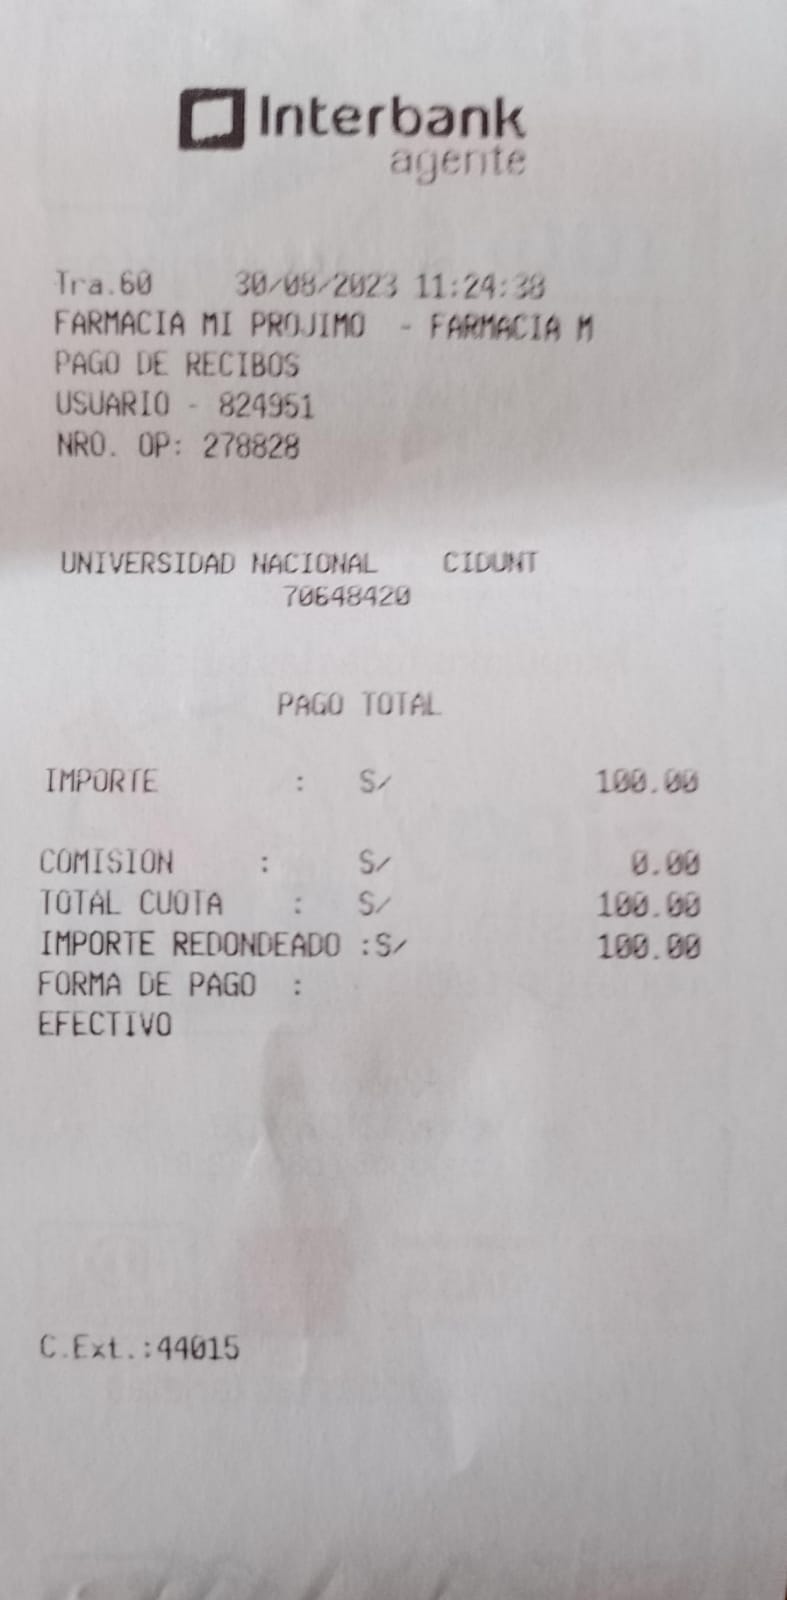 Interbank
agente
Tra.60 30/08/2023 11:24:38
FARMACIA MI PROJIMO - FARMACIA M
PAGO DE RECIBOS
USUARIO - 824951
NRO. OP: 278828
UNIVERSIDAD NACIONAL CIDUNT
70648420
PAGO TOTAL
IMPORTE : S/ 100.00
COMISION : S/ 0.00
TOTAL CUOTA : S/ 100.00
IMPORTE REDONDEADO :S/ 100.00
FORMA DE PAGO :
EFECTIVO
C.Ext.:44015